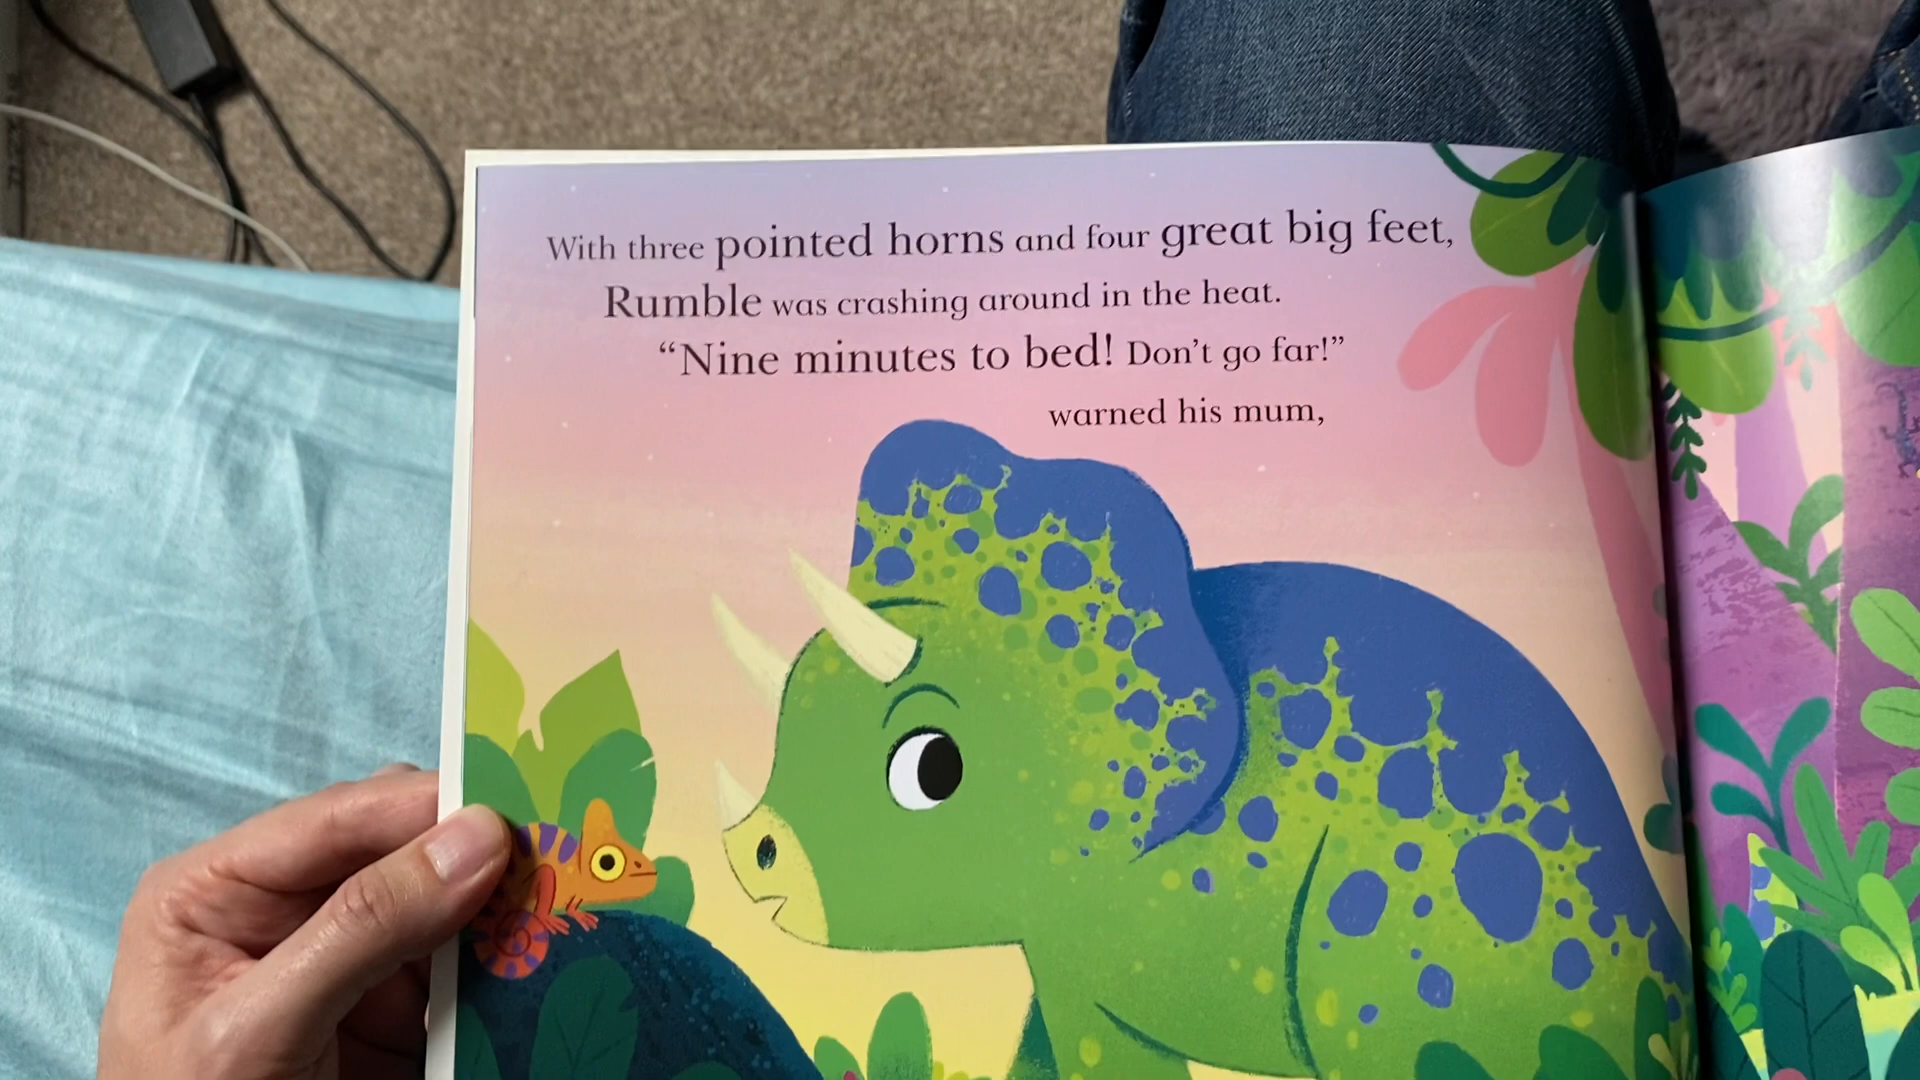 With three pointed horns and four great big feet,
Rumble was crashing around in the heat.
“Nine minutes to bed! Don’t go far!”
warned his mum,